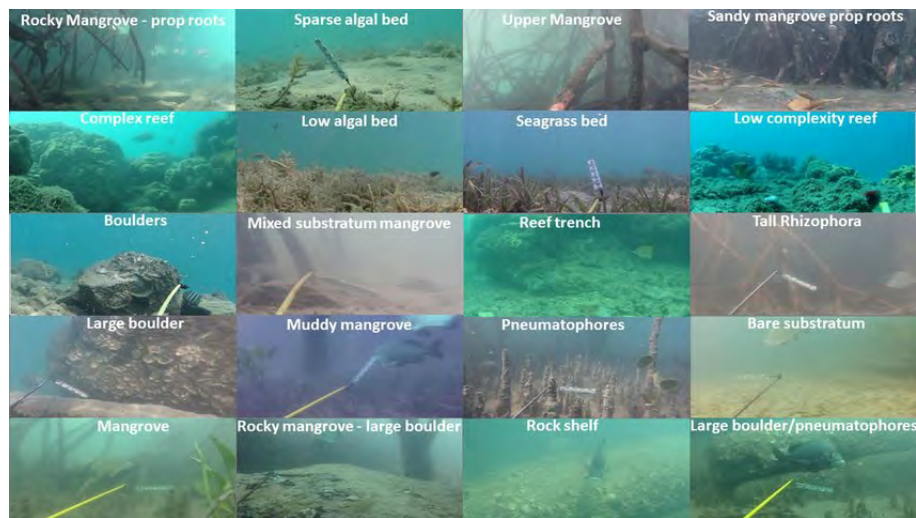 Rocky Mangrove - prop roots
Sparse algal bed
Upper Mangrove
Sandy mangrove prop roots
Complex reef
Low algal bed
Seagrass bed
Low complexity reef
Boulders
Mixed substratum mangrove
Reef trench
Tall Rhizophora
Large boulder
Muddy mangrove
Pneumatophores
Bare substratum
Mangrove
Rocky mangrove - large boulder
Rock shelf
Large boulder/pneumatophores